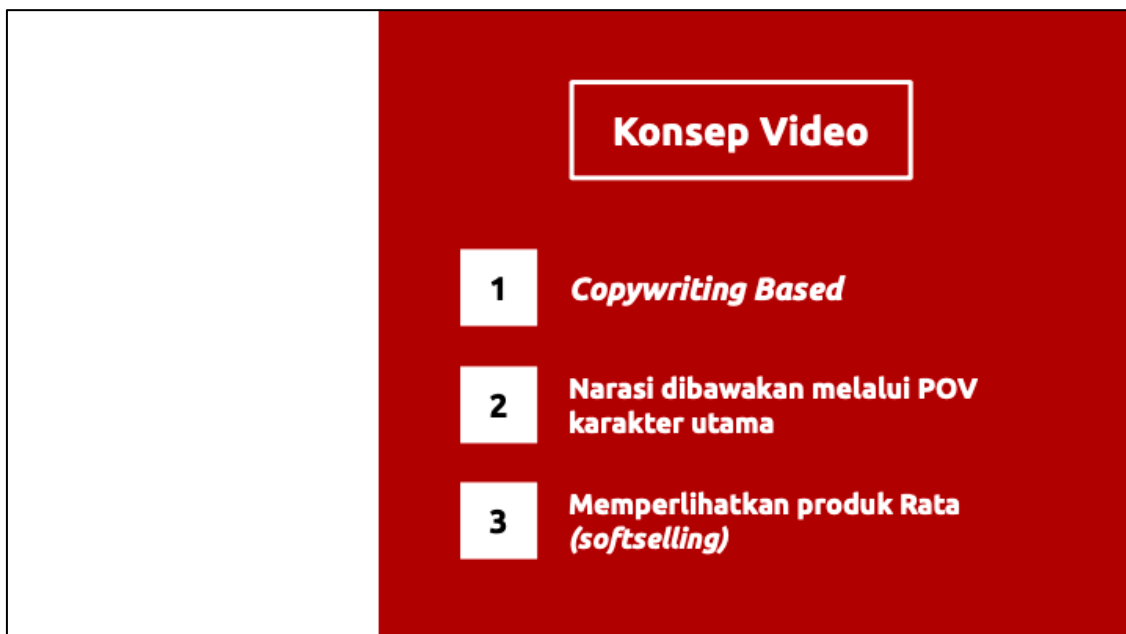 Konsep Video
1
Copywriting Based
2
Narasi dibawakan melalui POV
karakter utama
3
Memperlihatkan produk Rata
(softselling)